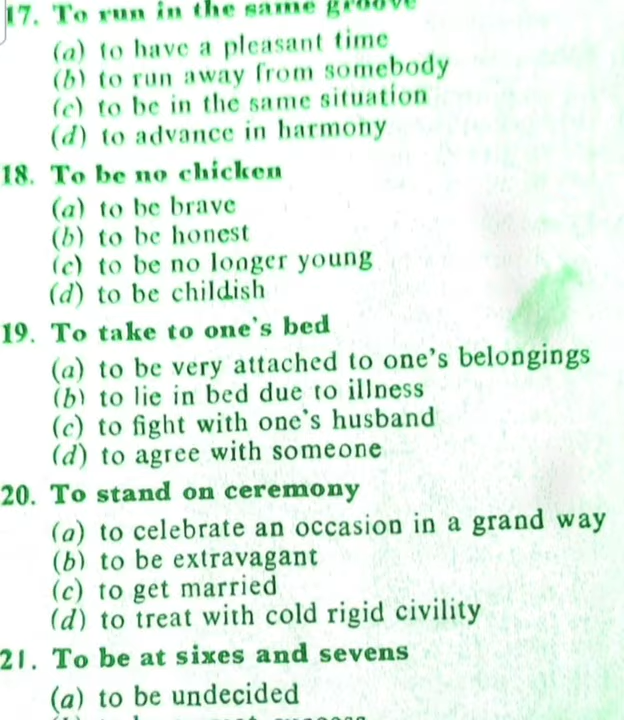 17. To run in the same groove
(a) to have a pleasant time
(b) to run away from somebody
(c) to be in the same situation
(d) to advance in harmony
18. To be no chicken
(a) to be brave
(b) to be honest
(c) to be no longer young
(d) to be childish
19. To take to one's bed
(a) to be very attached to one's belongings
(b) to lie in bed due to illness
(c) to fight with one's husband
(d) to agree with someone
20. To stand on ceremony
(a) to celebrate an occasion in a grand way
(b) to be extravagant
(c) to get married
(d) to treat with cold rigid civility
21. To be at sixes and sevens
(a) to be undecided